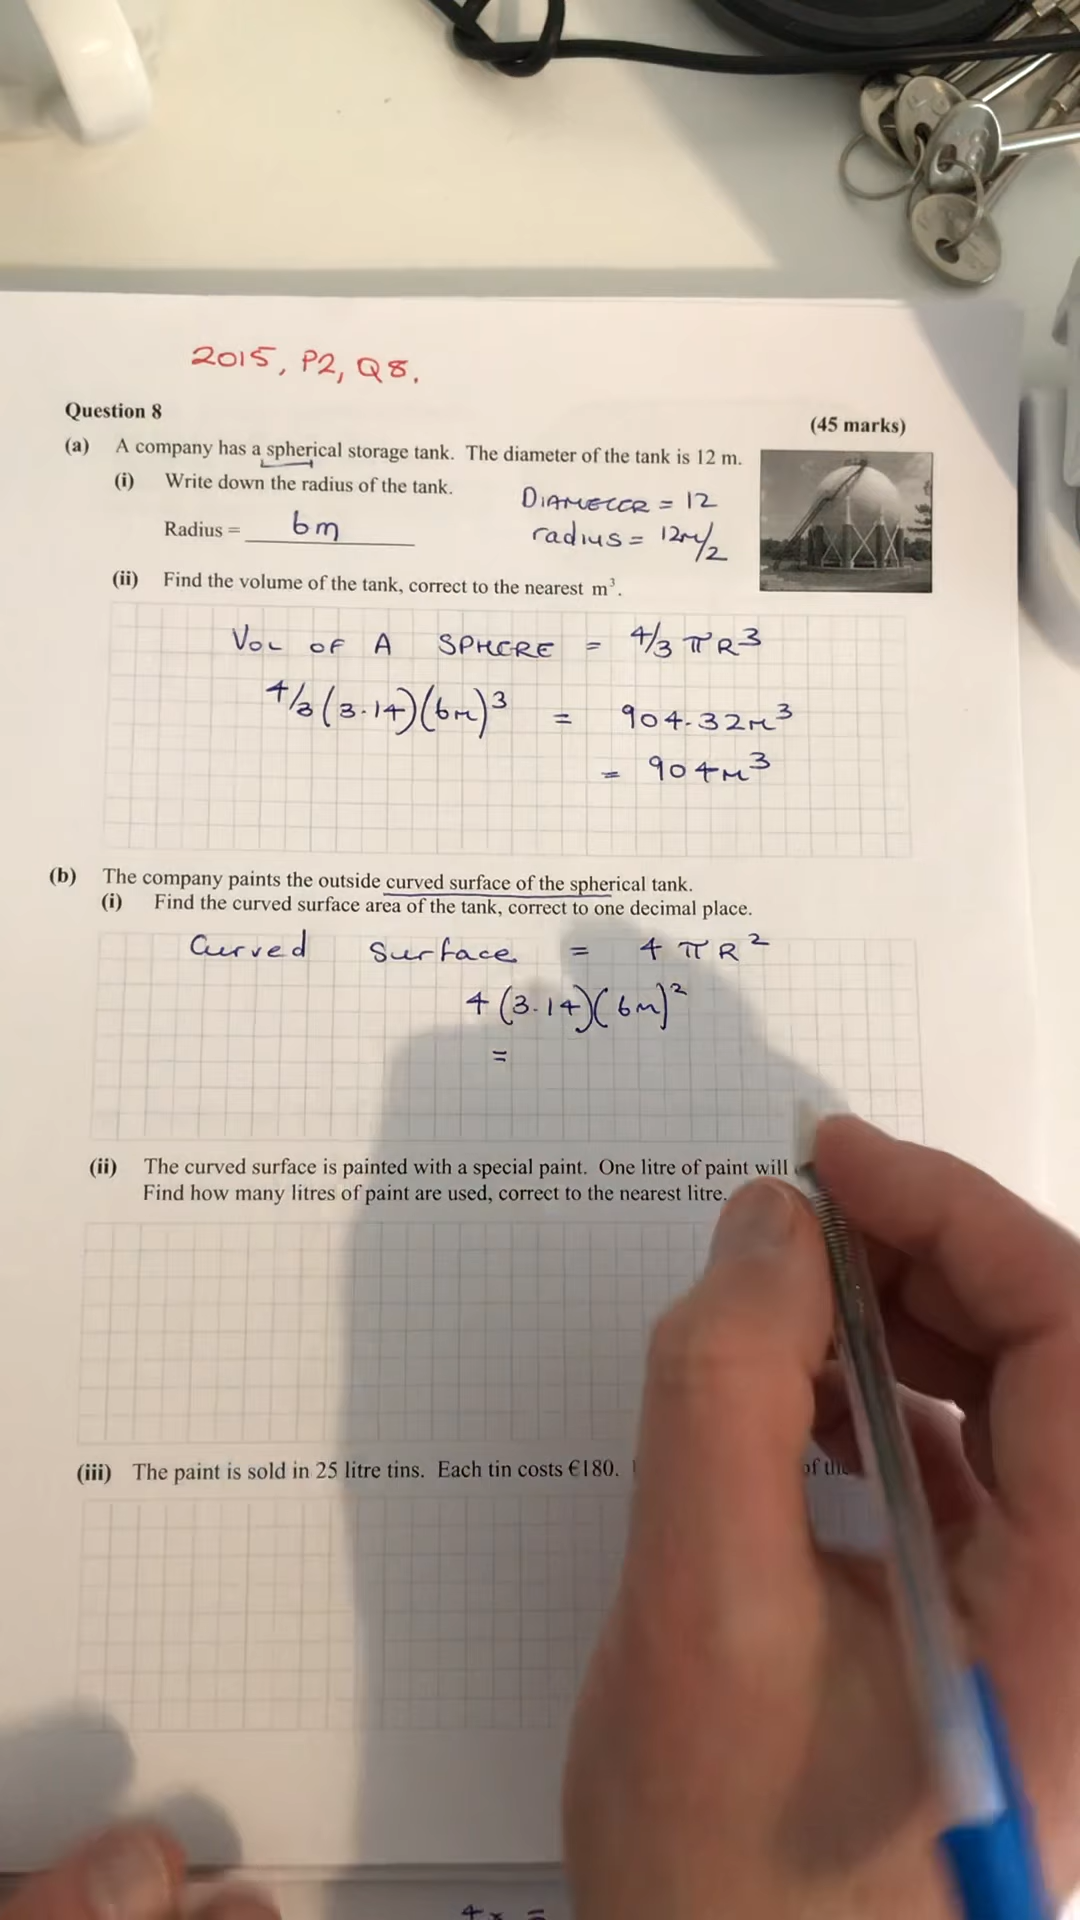 2015, P2, Q8.
Question 8
(45 marks)
(a) A company has a spherical storage tank. The diameter of the tank is 12 m.
(i) Write down the radius of the tank.
DIAMETER = 12
Radius = 6m
radius = 12m/2
(ii) Find the volume of the tank, correct to the nearest m³.
VOL OF A SPHERE = 4/3 πR³
4/3 (3.14)(6m)³ = 904.32m³
= 904m³
(b) The company paints the outside curved surface of the spherical tank.
(i) Find the curved surface area of the tank, correct to one decimal place.
Curved Surface = 4 πR²
4 (3.14)(6m)²
=
(ii) The curved surface is painted with a special paint. One litre of paint will
Find how many litres of paint are used, correct to the nearest litre.
(iii) The paint is sold in 25 litre tins. Each tin costs €180. of the
4x =